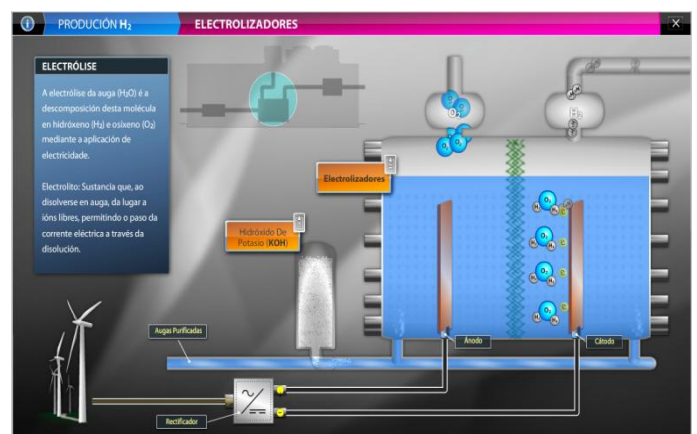 PRODUCIÓN H₂
ELECTROLIZADORES
ELECTRÓLISE
A electrólise da auga (H₂O) é a
descomposición desta molécula
en hidróxeno (H₂) e osíxeno (O₂)
mediante a aplicación de
electricidade.
Electrolito: Sustancia que, ao
disolverse en auga, da lugar a
ións libres, permitindo o paso da
corrente eléctrica a través da
disolución.
O₂
H₂
Electrolizadores
Hidróxido De
Potasio (KOH)
Augas Purificadas
Ánodo
Cátodo
Rectificador